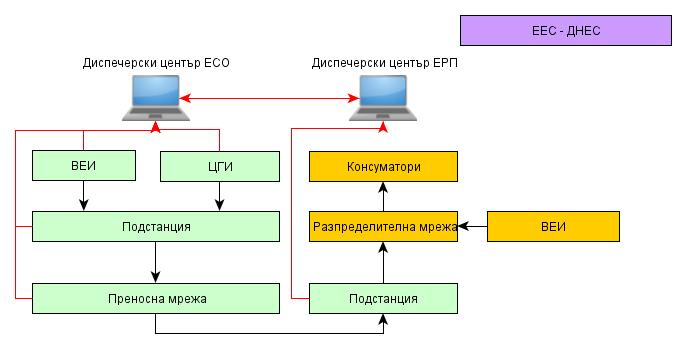 ЕЕС - ДНЕС
Диспечерски център ЕСО
Диспечерски център ЕРП
ВЕИ
ЦГИ
Консуматори
Подстанция
Разпределителна мрежа
ВЕИ
Преносна мрежа
Подстанция